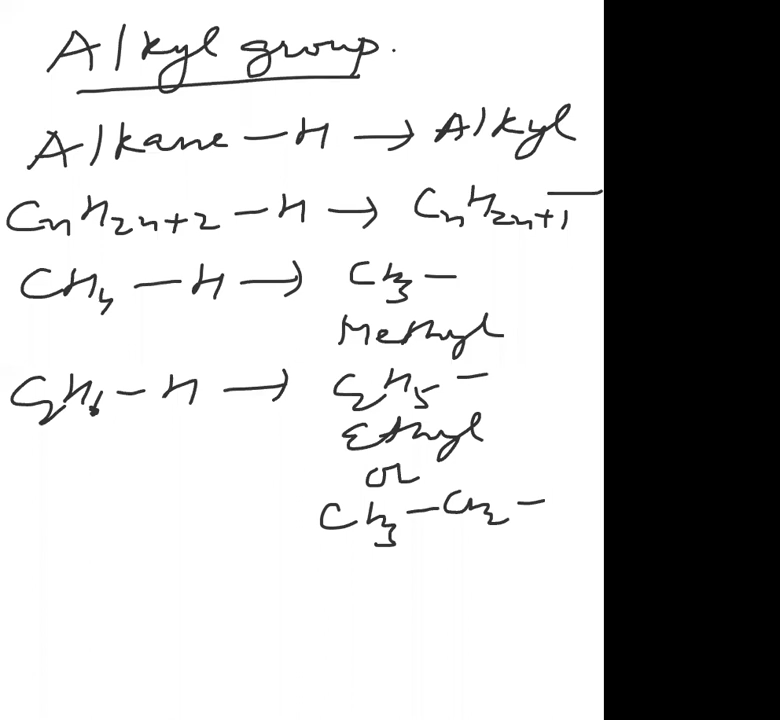 Alkyl group.
Alkane - H → Alkyl
CnH2n+2 - H → CnH2n+1 -
CH4 - H → CH3 -
Methyl
C2H6 - H → C2H5 -
Ethyl
or
CH3 - CH2 -